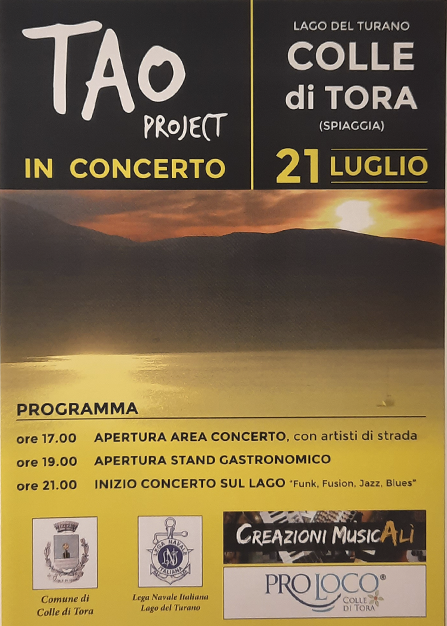 TAO
PROJECT
IN CONCERTO
LAGO DEL TURANO
COLLE
di TORA
(SPIAGGIA)
21 LUGLIO
PROGRAMMA
ore 17.00 APERTURA AREA CONCERTO, con artisti di strada
ore 19.00 APERTURA STAND GASTRONOMICO
ore 21.00 INIZIO CONCERTO SUL LAGO "Funk, Fusion, Jazz, Blues"
Comune di
Colle di Tora
LEGA NAVALE
ITALIANA
Lega Navale Italiana
Lago del Turano
CREAZIONI MUSICALÌ
PRO LOCO®
COLLE
DI TORA